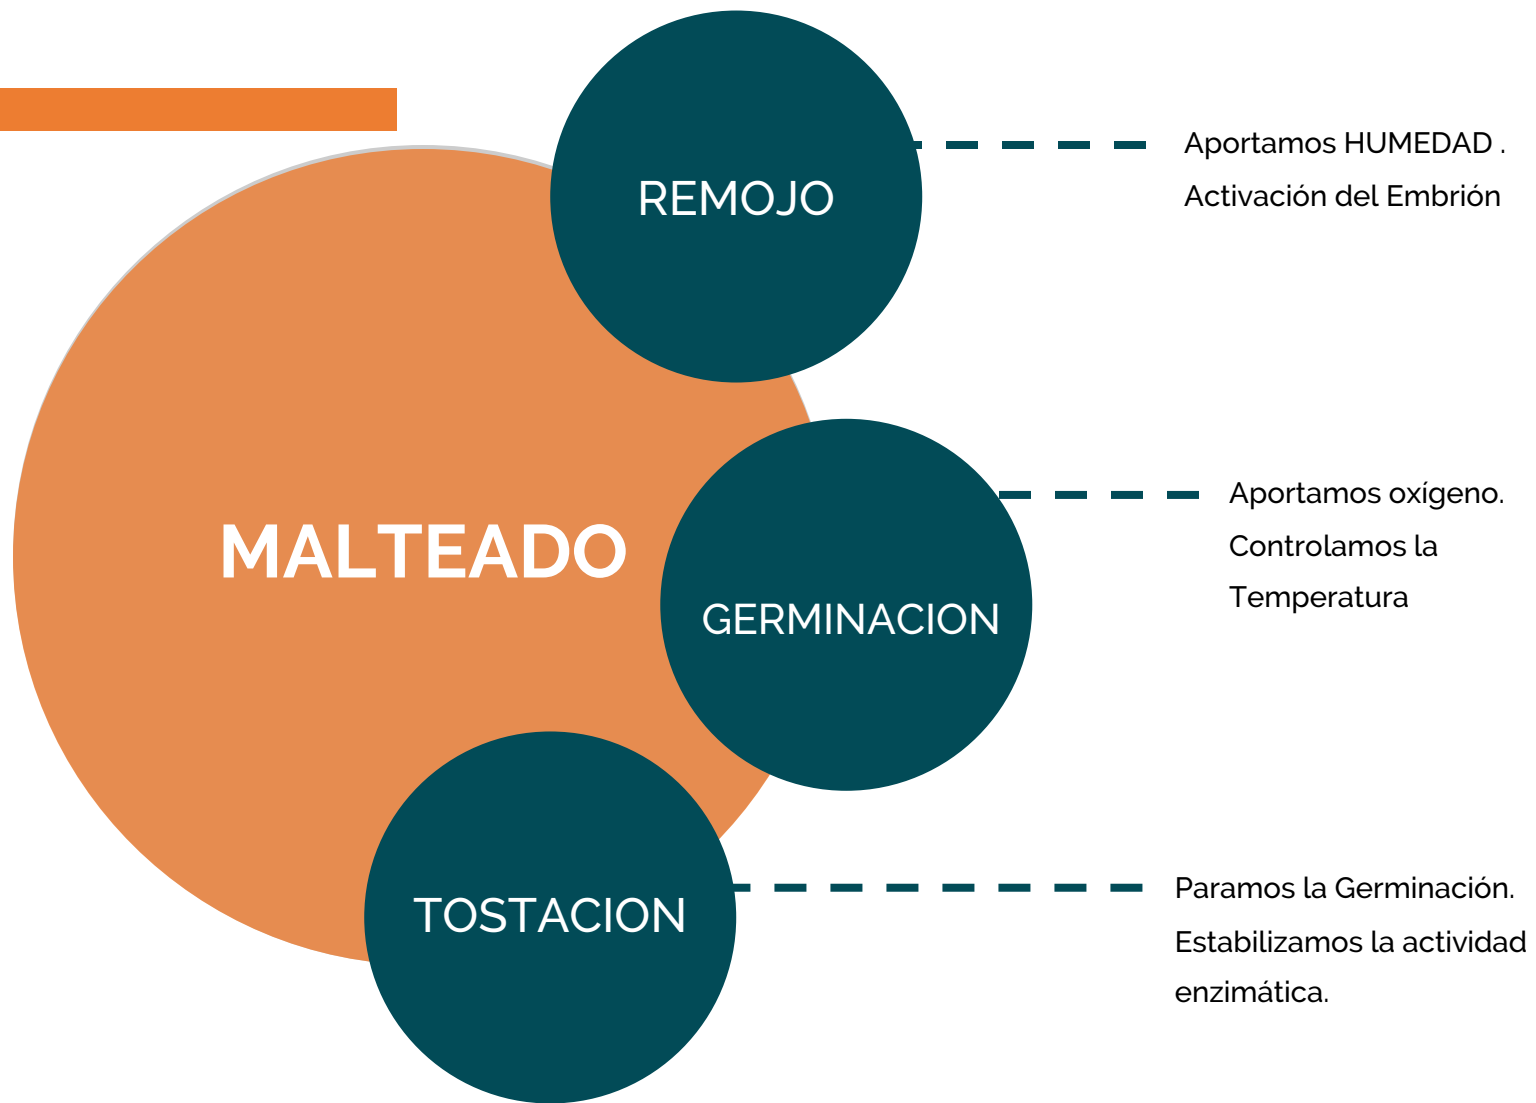 REMOJO
Aportamos HUMEDAD .
Activación del Embrión
MALTEADO
GERMINACION
Aportamos oxígeno.
Controlamos la
Temperatura
TOSTACION
Paramos la Germinación.
Estabilizamos la actividad
enzimática.